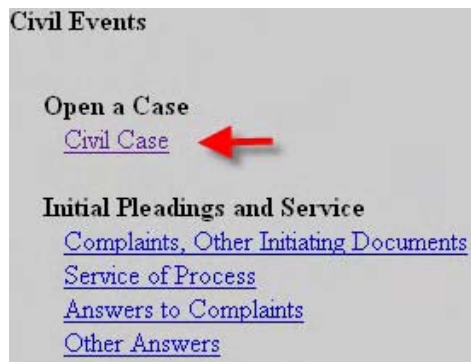 Civil Events
Open a Case
Civil Case
Initial Pleadings and Service
Complaints, Other Initiating Documents
Service of Process
Answers to Complaints
Other Answers